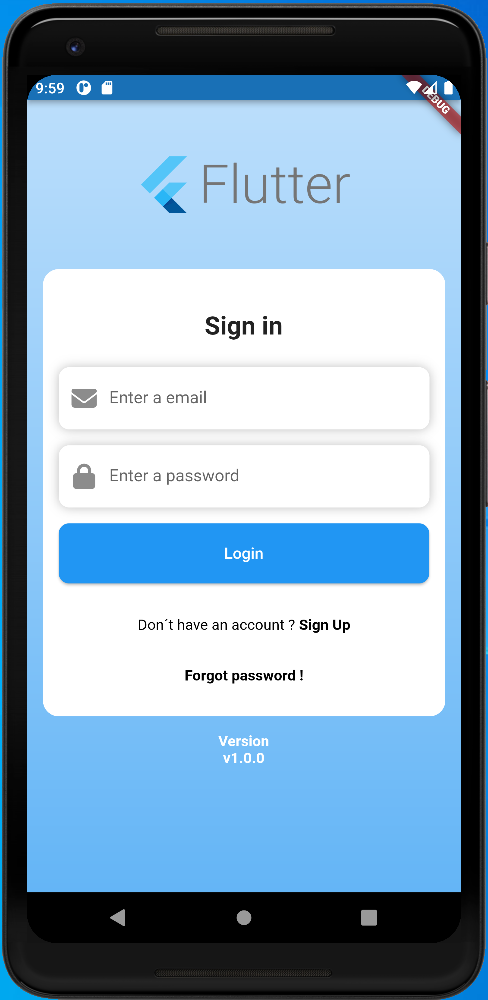 9:59
DEBUG
Flutter
Sign in
Enter a email
Enter a password
Login
Don´t have an account ? Sign Up
Forgot password !
Version
v1.0.0